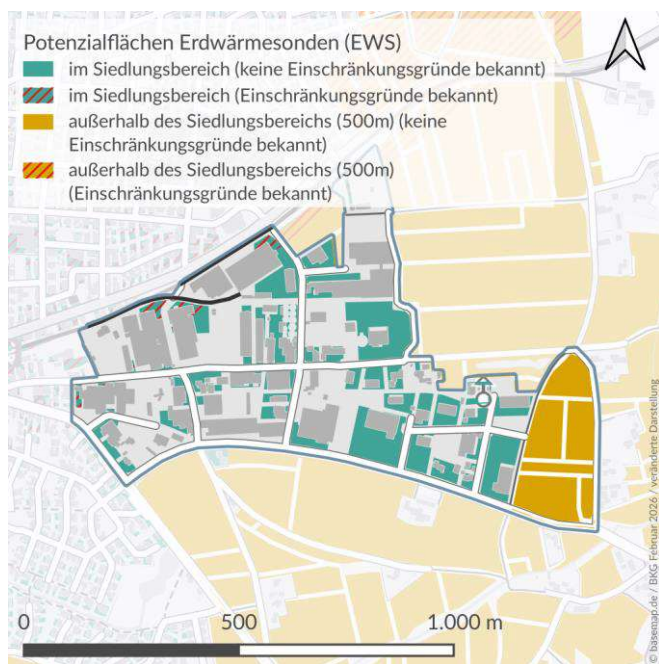 Potenzialflächen Erdwärmesonden (EWS)
im Siedlungsbereich (keine Einschränkungsgründe bekannt)
im Siedlungsbereich (Einschränkungsgründe bekannt)
außerhalb des Siedlungsbereichs (500m) (keine
Einschränkungsgründe bekannt)
außerhalb des Siedlungsbereichs (500m)
(Einschränkungsgründe bekannt)
0 500 1.000 m
© basemap.de / BKG Februar 2026 / veränderte Darstellung